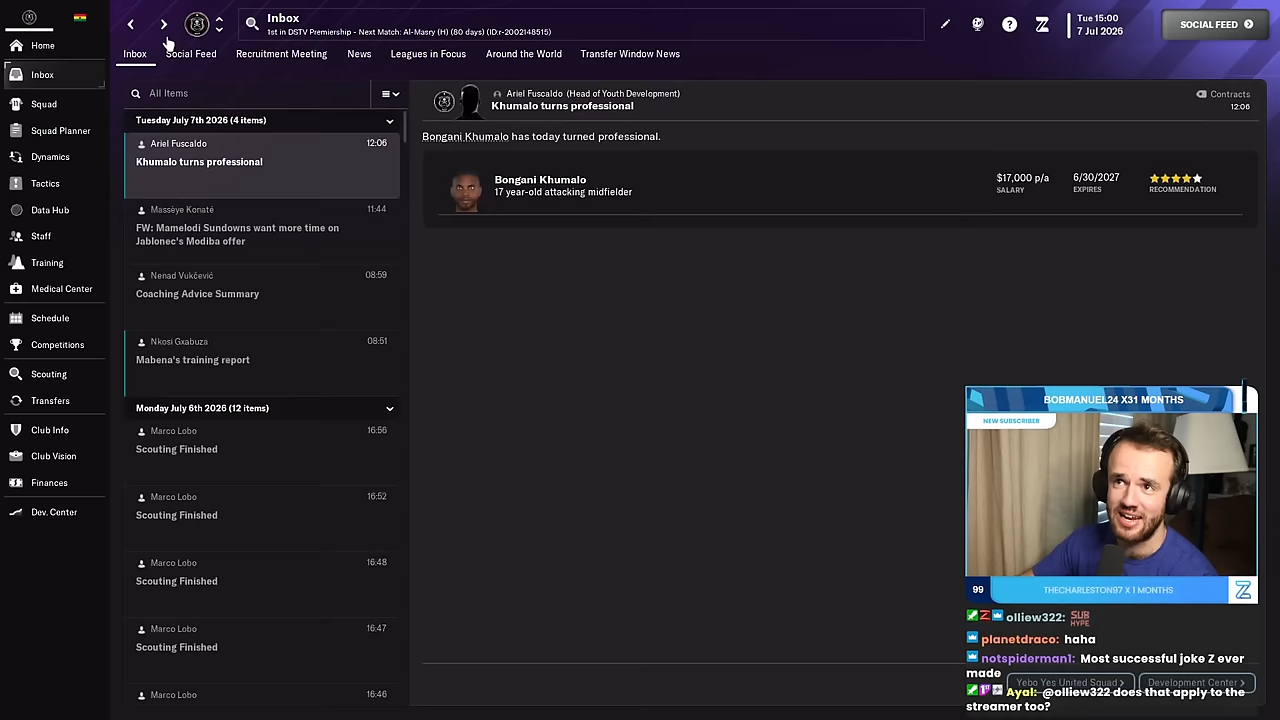 Inbox
1st in DSTV Premiership - Next Match: Al-Masry (H) (80 days) (ID:r-2002148515)
Tue 15:00
7 Jul 2026
SOCIAL FEED
Home
Inbox
Squad
Squad Planner
Dynamics
Tactics
Data Hub
Staff
Training
Medical Center
Schedule
Competitions
Scouting
Transfers
Club Info
Club Vision
Finances
Dev. Center
Inbox
Social Feed
Recruitment Meeting
News
Leagues in Focus
Around the World
Transfer Window News
All Items
Tuesday July 7th 2026 (4 items)
Ariel Fuscaldo 12:06
Khumalo turns professional
Massèye Konaté 11:44
FW: Mamelodi Sundowns want more time on
Jablonec's Modiba offer
Nenad Vukčević 08:59
Coaching Advice Summary
Nkosi Gxabuza 08:51
Mabena's training report
Monday July 6th 2026 (12 items)
Marco Lobo 16:56
Scouting Finished
Marco Lobo 16:52
Scouting Finished
Marco Lobo 16:48
Scouting Finished
Marco Lobo 16:47
Scouting Finished
Marco Lobo 16:46
Ariel Fuscaldo (Head of Youth Development)
Khumalo turns professional
Contracts
12:06
Bongani Khumalo has today turned professional.
Bongani Khumalo
17 year-old attacking midfielder
$17,000 p/a
SALARY
6/30/2027
EXPIRES
RECOMMENDATION
BOBMANUEL24 X31 MONTHS
NEW SUBSCRIBER
99 THECHARLESTON97 X 1 MONTHS Z
olliew322: SUB HYPE
planetdraco: haha
notspiderman1: Most successful joke Z ever
made
Yebo Yes United Squad
Development Center
Ayal: @olliew322 does that apply to the
streamer too?